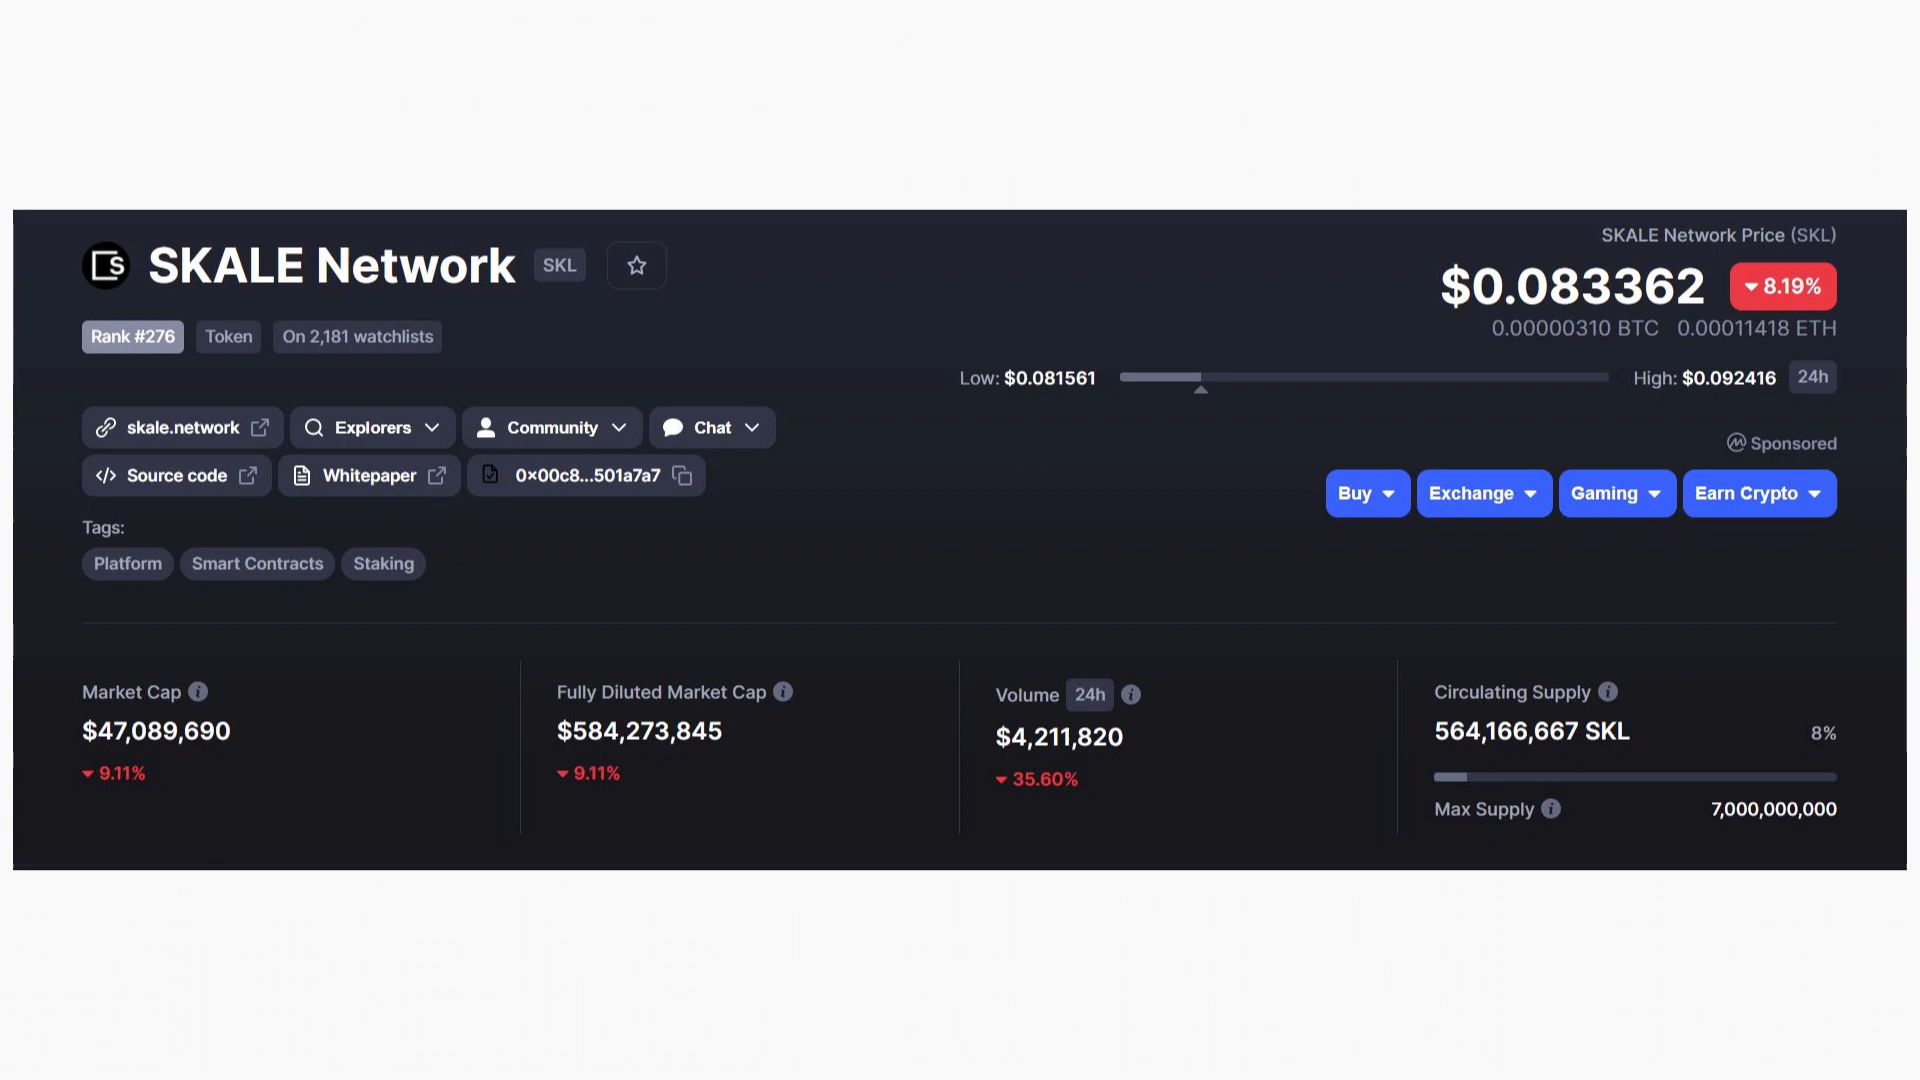 SKALE Network SKL
Rank #276 Token On 2,181 watchlists
skale.network Explorers Community Chat
Source code Whitepaper 0x00c8...501a7a7
Tags:
Platform Smart Contracts Staking
SKALE Network Price (SKL)
$0.083362 8.19%
0.00000310 BTC 0.00011418 ETH
Low: $0.081561 High: $0.092416 24h
Sponsored
Buy Exchange Gaming Earn Crypto
Market Cap
$47,089,690
9.11%
Fully Diluted Market Cap
$584,273,845
9.11%
Volume 24h
$4,211,820
35.60%
Circulating Supply
564,166,667 SKL 8%
Max Supply 7,000,000,000